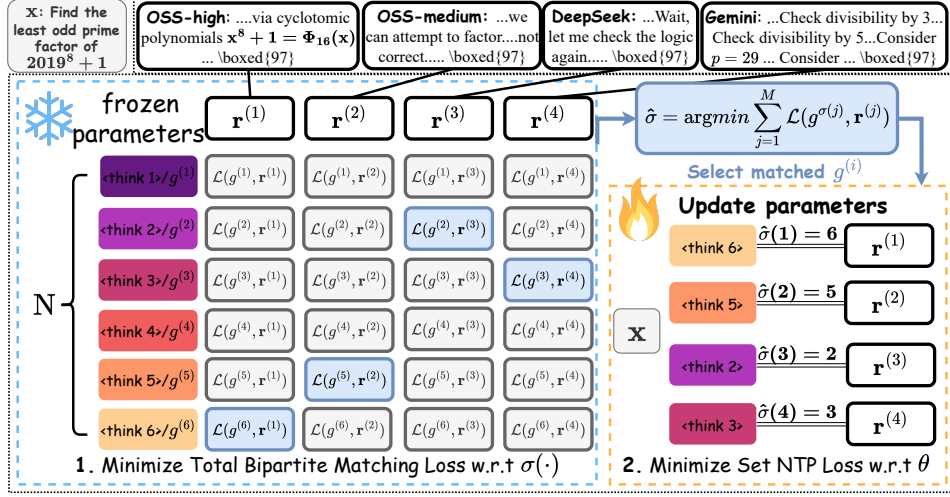 x: Find the
least odd prime
factor of
2019⁸ + 1
OSS-high: ....via cyclotomic
polynomials x⁸ + 1 = Φ₁₆(x)
... \boxed{97}
OSS-medium: ...we
can attempt to factor....not
correct..... \boxed{97}
DeepSeek: ...Wait,
let me check the logic
again..... \boxed{97}
Gemini: ...Check divisibility by 3...
Check divisibility by 5...Consider
p = 29 ... Consider ... \boxed{97}
frozen
parameters
r⁽¹⁾ r⁽²⁾ r⁽³⁾ r⁽⁴⁾
<think 1>/g⁽¹⁾ ℒ(g⁽¹⁾, r⁽¹⁾) ℒ(g⁽¹⁾, r⁽²⁾) ℒ(g⁽¹⁾, r⁽³⁾) ℒ(g⁽¹⁾, r⁽⁴⁾)
<think 2>/g⁽²⁾ ℒ(g⁽²⁾, r⁽¹⁾) ℒ(g⁽²⁾, r⁽²⁾) ℒ(g⁽²⁾, r⁽³⁾) ℒ(g⁽²⁾, r⁽⁴⁾)
<think 3>/g⁽³⁾ ℒ(g⁽³⁾, r⁽¹⁾) ℒ(g⁽³⁾, r⁽²⁾) ℒ(g⁽³⁾, r⁽³⁾) ℒ(g⁽³⁾, r⁽⁴⁾)
<think 4>/g⁽⁴⁾ ℒ(g⁽⁴⁾, r⁽¹⁾) ℒ(g⁽⁴⁾, r⁽²⁾) ℒ(g⁽⁴⁾, r⁽³⁾) ℒ(g⁽⁴⁾, r⁽⁴⁾)
<think 5>/g⁽⁵⁾ ℒ(g⁽⁵⁾, r⁽¹⁾) ℒ(g⁽⁵⁾, r⁽²⁾) ℒ(g⁽⁵⁾, r⁽³⁾) ℒ(g⁽⁵⁾, r⁽⁴⁾)
<think 6>/g⁽⁶⁾ ℒ(g⁽⁶⁾, r⁽¹⁾) ℒ(g⁽⁶⁾, r⁽²⁾) ℒ(g⁽⁶⁾, r⁽³⁾) ℒ(g⁽⁶⁾, r⁽⁴⁾)
N
1. Minimize Total Bipartite Matching Loss w.r.t σ(·)
σ̂ = argmin ∑_{j=1}^{M} ℒ(g^{σ(j)}, r^{(j)})
Select matched g⁽ⁱ⁾
Update parameters
x
<think 6> σ̂(1) = 6 r⁽¹⁾
<think 5> σ̂(2) = 5 r⁽²⁾
<think 2> σ̂(3) = 2 r⁽³⁾
<think 3> σ̂(4) = 3 r⁽⁴⁾
2. Minimize Set NTP Loss w.r.t θ